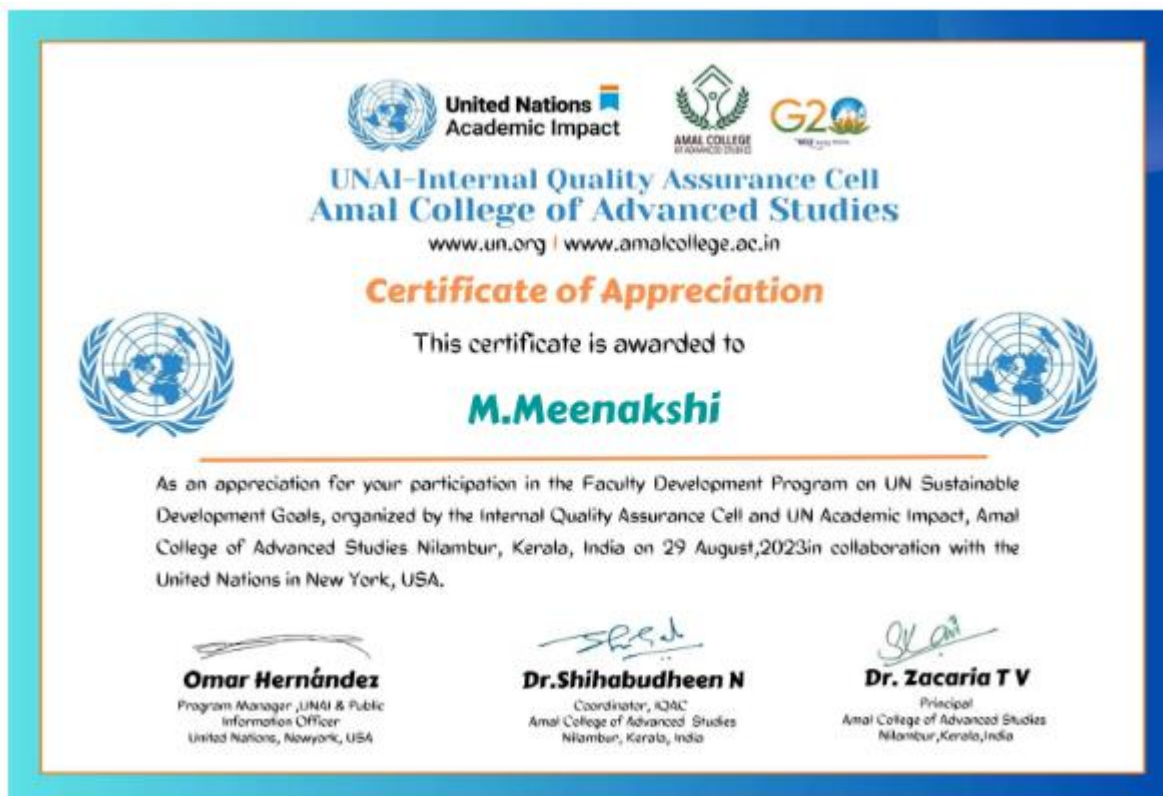 United Nations
Academic Impact
AMAL COLLEGE
OF ADVANCED STUDIES
G20
UNAI-Internal Quality Assurance Cell
Amal College of Advanced Studies
www.un.org | www.amalcollege.ac.in
Certificate of Appreciation
This certificate is awarded to
M.Meenakshi
As an appreciation for your participation in the Faculty Development Program on UN Sustainable
Development Goals, organized by the Internal Quality Assurance Cell and UN Academic Impact, Amal
College of Advanced Studies Nilambur, Kerala, India on 29 August,2023in collaboration with the
United Nations in New York, USA.
Omar Hernández
Program Manager ,UNAI & Public
Information Officer
United Nations, Newyork, USA
Dr.Shihabudheen N
Coordinator, IQAC
Amal College of Advanced Studies
Nilambur, Kerala, India
Dr. Zacaria T V
Principal
Amal College of Advanced Studies
Nilambur,Kerala,India